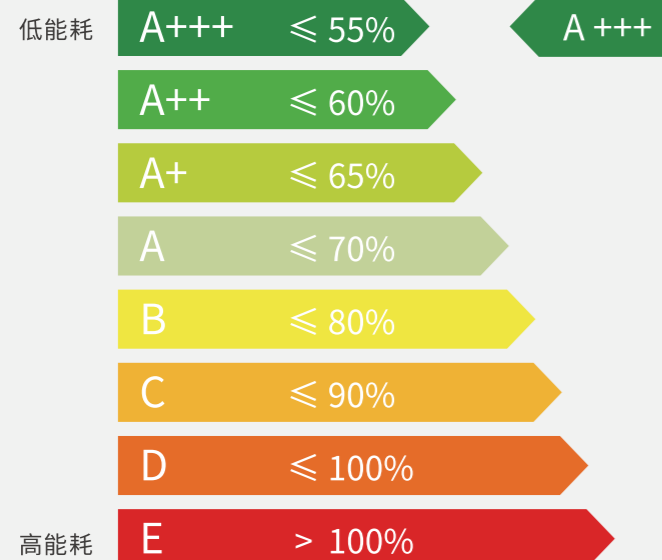 低能耗 A+++ ⩽ 55% A +++
A++ ⩽ 60%
A+ ⩽ 65%
A ⩽ 70%
B ⩽ 80%
C ⩽ 90%
D ⩽ 100%
高能耗 E > 100%